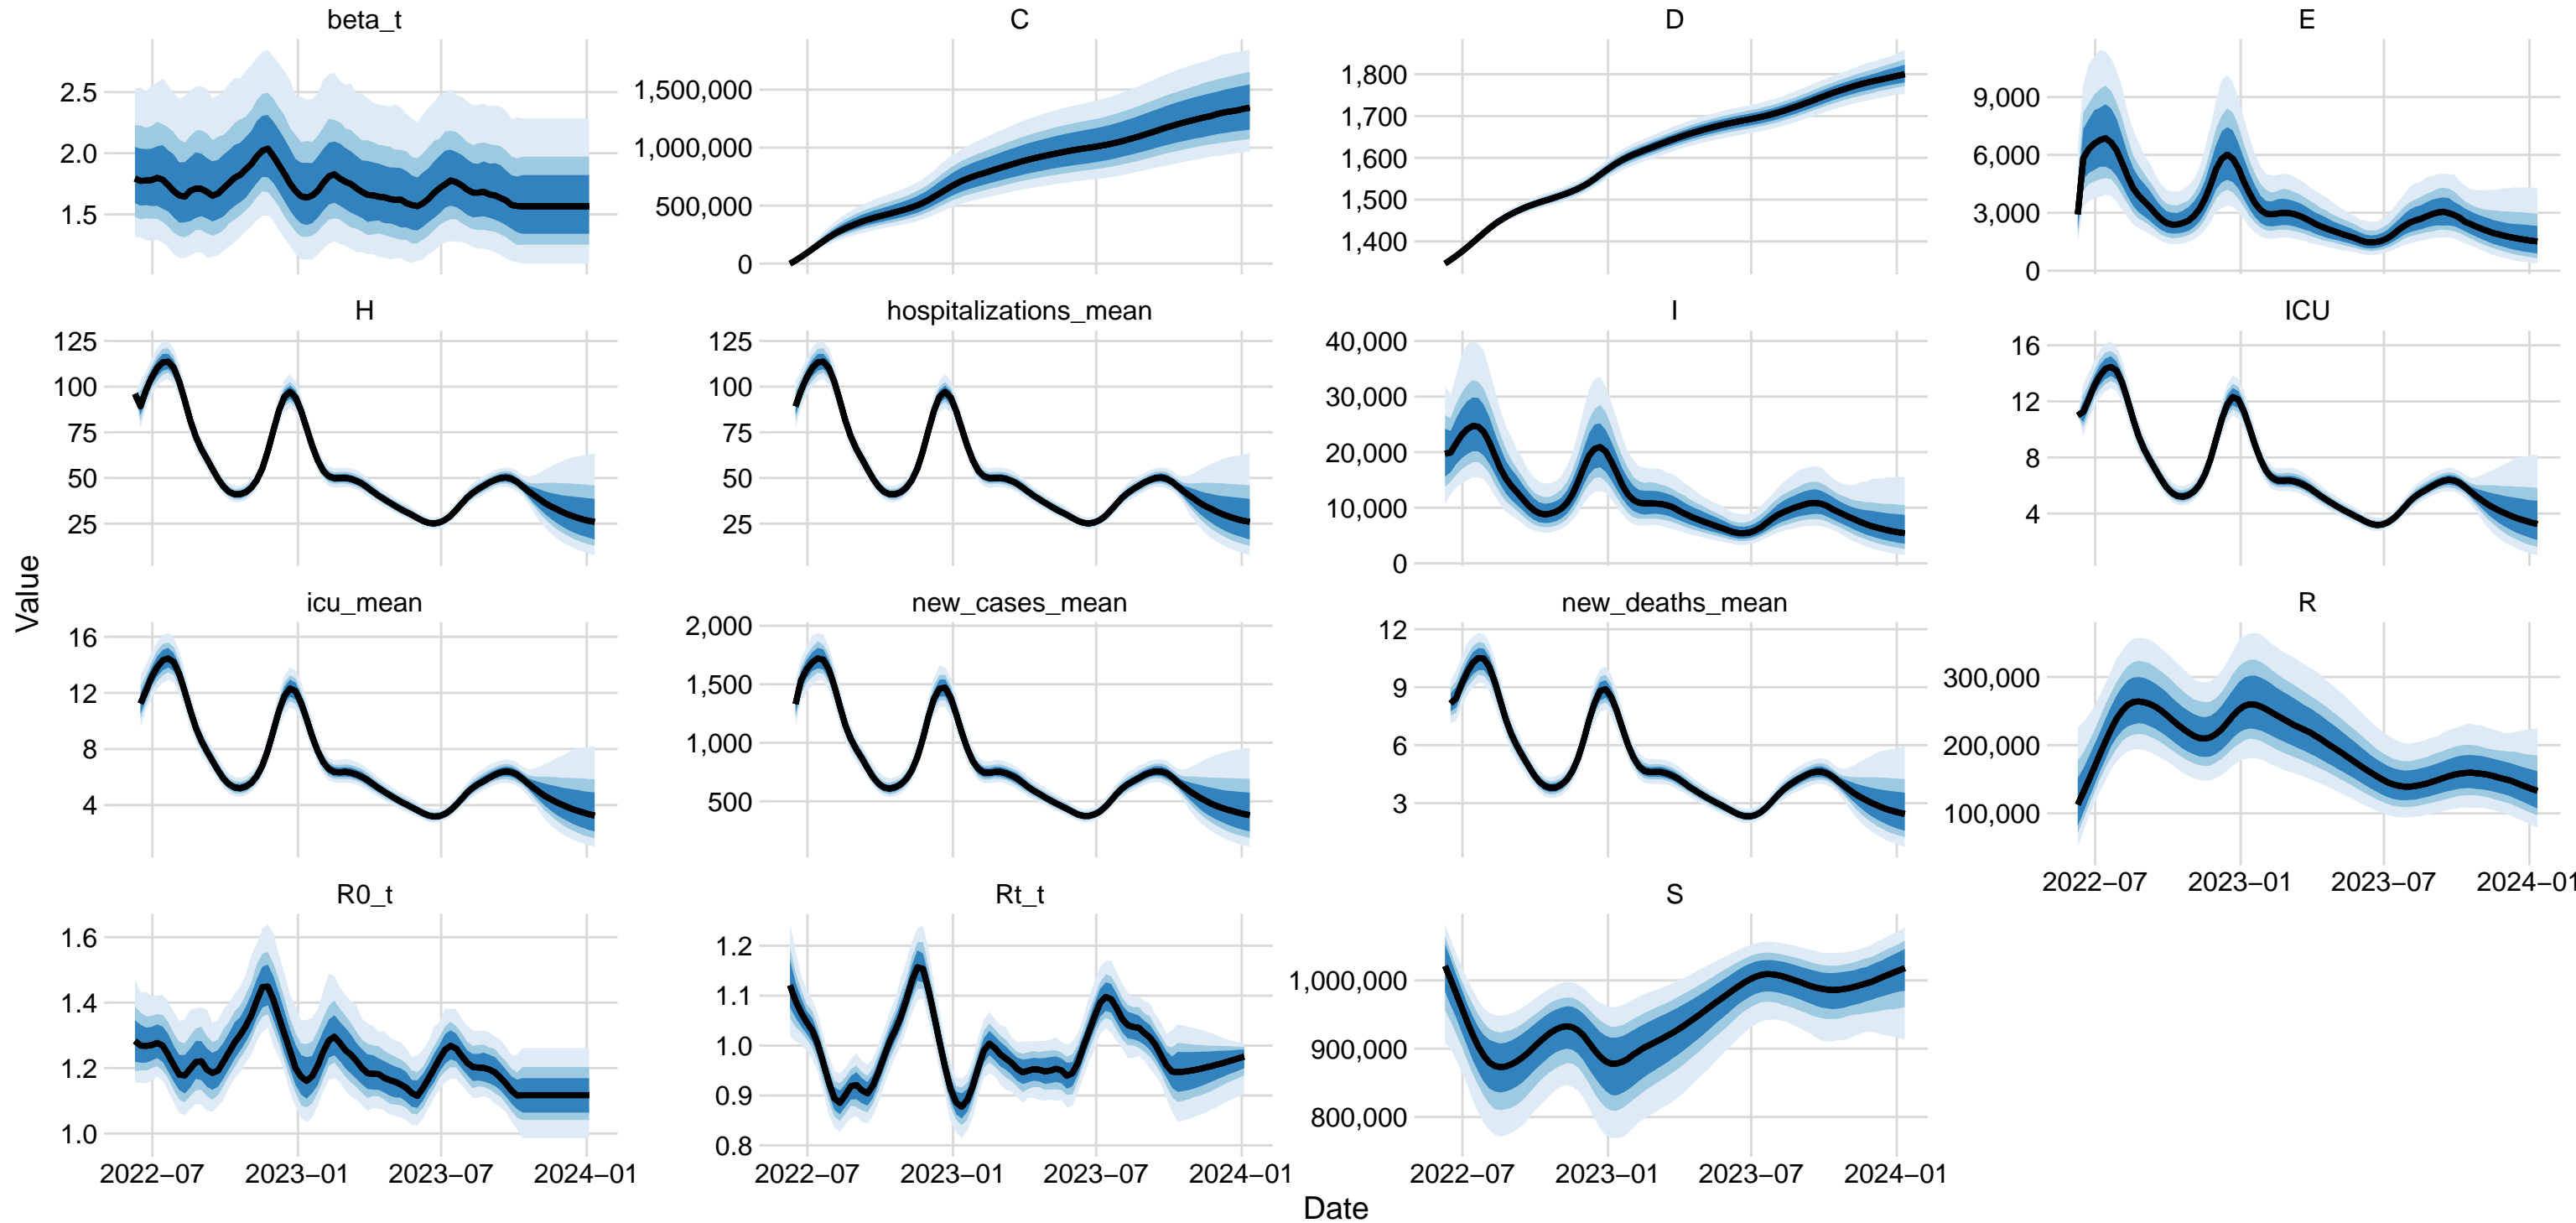 beta_t
C
D
E
2.5
2.0
1.5
1,500,000
1,000,000
500,000
0
1,800
1,700
1,600
1,500
1,400
9,000
6,000
3,000
0
H
hospitalizations_mean
I
ICU
125
100
75
50
25
125
100
75
50
25
40,000
30,000
20,000
10,000
0
16
12
8
4
Value
icu_mean
new_cases_mean
new_deaths_mean
R
16
12
8
4
2,000
1,500
1,000
500
12
9
6
3
300,000
200,000
100,000
2022−07 2023−01 2023−07 2024−01
R0_t
Rt_t
S
1.6
1.4
1.2
1.0
1.2
1.1
1.0
0.9
0.8
1,000,000
900,000
800,000
2022−07 2023−01 2023−07 2024−01
2022−07 2023−01 2023−07 2024−01
2022−07 2023−01 2023−07 2024−01
Date